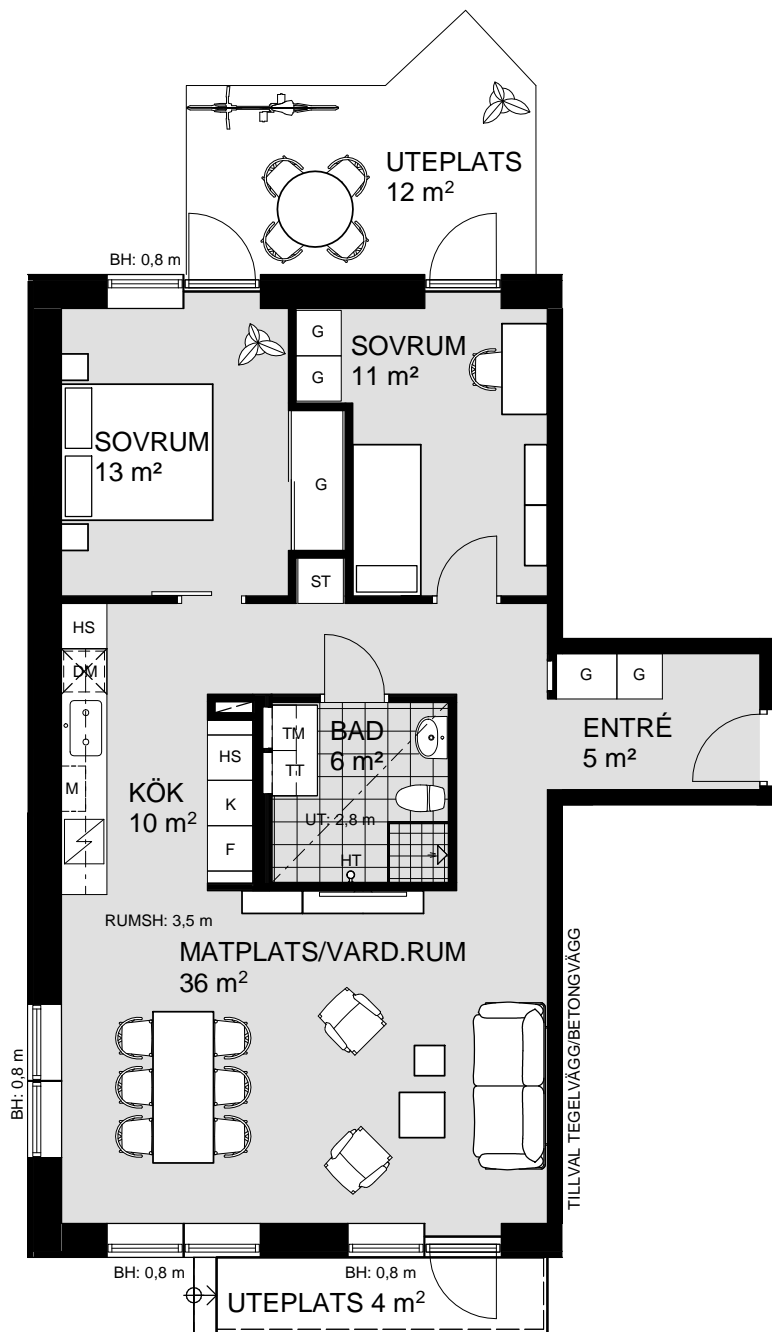 UTEPLATS
12 m²
BH: 0,8 m
G
G
SOVRUM
11 m²
SOVRUM
13 m²
G
ST
HS
DM
G
G
ENTRÉ
5 m²
TM
BAD
6 m²
TT
HS
M
KÖK
10 m²
K
UT: 2,8 m
F
HT
RUMSH: 3,5 m
MATPLATS/VARD.RUM
36 m²
BH: 0,8 m
TILLVAL TEGELVÄGG/BETONGVÄGG
BH: 0,8 m
BH: 0,8 m
UTEPLATS 4 m²